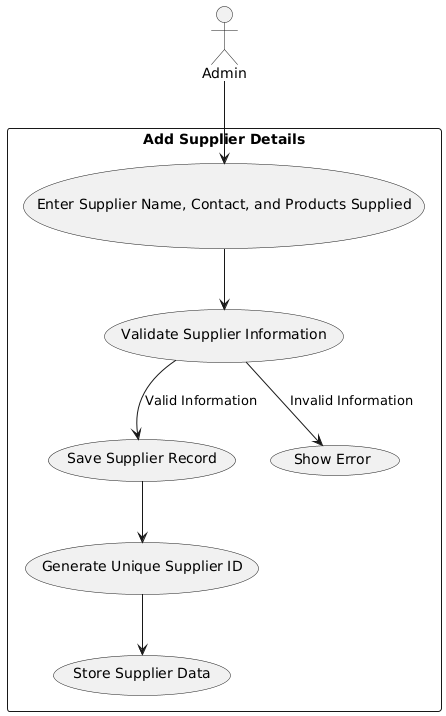 Admin
Add Supplier Details
Enter Supplier Name, Contact, and Products Supplied
Validate Supplier Information
Valid Information
Invalid Information
Save Supplier Record
Show Error
Generate Unique Supplier ID
Store Supplier Data